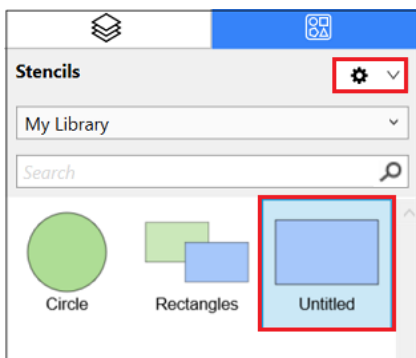 Stencils
My Library
Search
Circle
Rectangles
Untitled